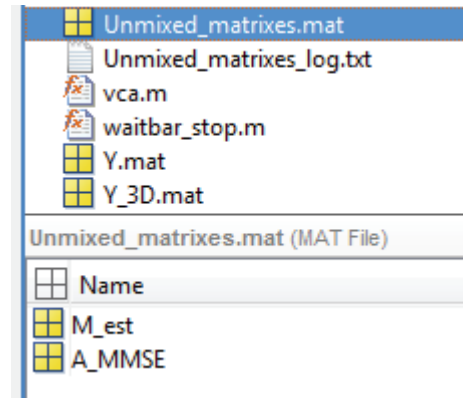 Unmixed_matrixes.mat
Unmixed_matrixes_log.txt
vca.m
waitbar_stop.m
Y.mat
Y_3D.mat
Unmixed_matrixes.mat (MAT File)
Name
M_est
A_MMSE